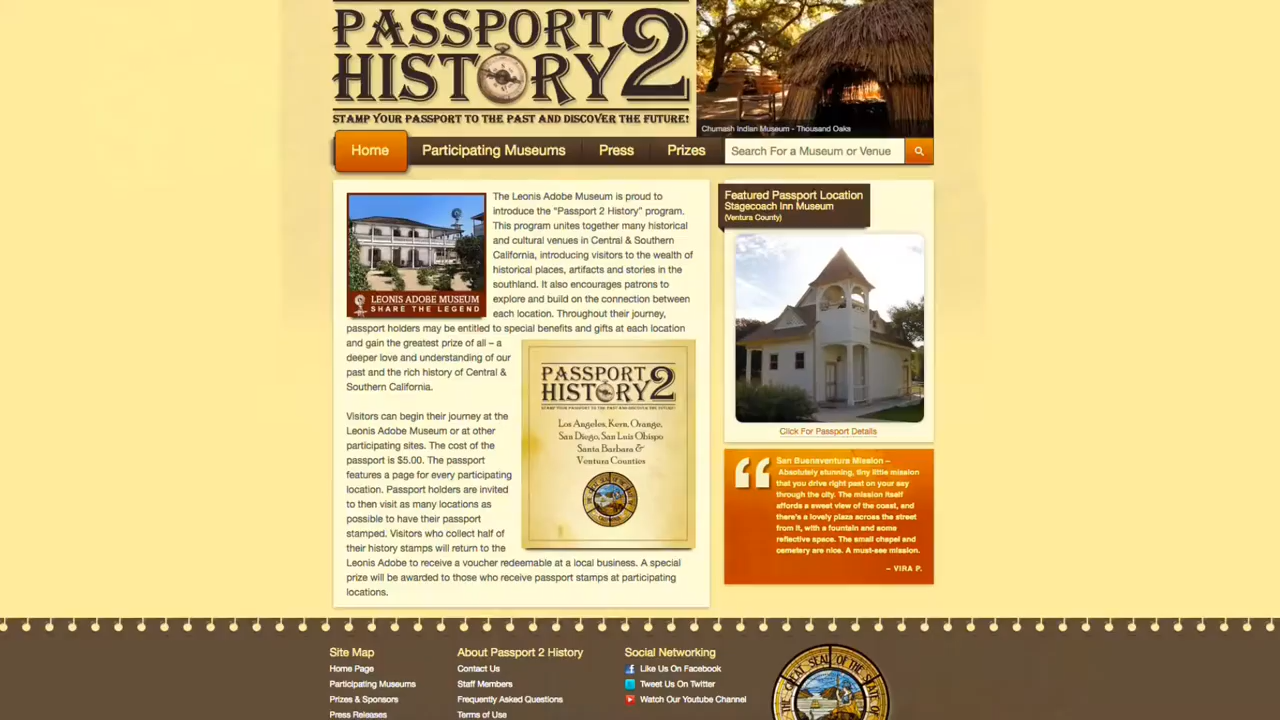 PASSPORT
HISTORY 2
STAMP YOUR PASSPORT TO THE PAST AND DISCOVER THE FUTURE!
Chumash Indian Museum - Thousand Oaks
Home
Participating Museums
Press
Prizes
Search For a Museum or Venue
LEONIS ADOBE MUSEUM
SHARE THE LEGEND
The Leonis Adobe Museum is proud to
introduce the "Passport 2 History" program.
This program unites together many historical
and cultural venues in Central & Southern
California, introducing visitors to the wealth of
historical places, artifacts and stories in the
southland. It also encourages patrons to
explore and build on the connection between
each location. Throughout their journey,
passport holders may be entitled to special benefits and gifts at each location
and gain the greatest prize of all – a
deeper love and understanding of our
past and the rich history of Central &
Southern California.
Visitors can begin their journey at the
Leonis Adobe Museum or at other
participating sites. The cost of the
passport is $5.00. The passport
features a page for every participating
location. Passport holders are invited
to then visit as many locations as
possible to have their passport
stamped. Visitors who collect half of
their history stamps will return to the
Leonis Adobe to receive a voucher redeemable at a local business. A special
prize will be awarded to those who receive passport stamps at participating
locations.
PASSPORT
HISTORY 2
STAMP YOUR PASSPORT TO THE PAST AND DISCOVER THE FUTURE!
Los Angeles, Kern, Orange,
San Diego, San Luis Obispo
Santa Barbara &
Ventura Counties
Featured Passport Location
Stagecoach Inn Museum
(Ventura County)
Click For Passport Details
San Buenaventura Mission –
Absolutely stunning, tiny little mission
that you drive right past on your way
through the city. The mission itself
affords a sweet view of the coast, and
there's a lovely plaza across the street
from it, with a fountain and some
reflective space. The small chapel and
cemetery are nice. A must-see mission.
– VIRA P.
Site Map
Home Page
Participating Museums
Prizes & Sponsors
Press Releases
About Passport 2 History
Contact Us
Staff Members
Frequently Asked Questions
Terms of Use
Social Networking
Like Us On Facebook
Tweet Us On Twitter
Watch Our Youtube Channel
THE GREAT SEAL OF THE STATE OF